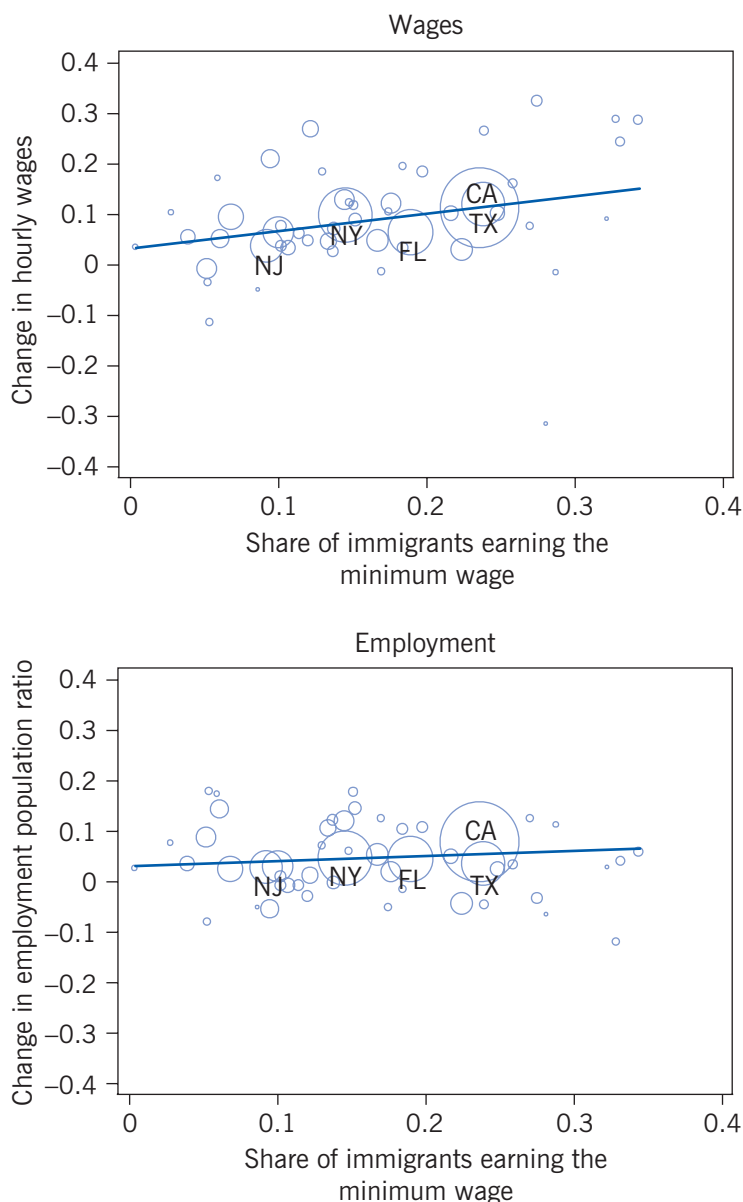 Wages
Change in hourly wages
0.4
0.3
0.2
0.1
0
–0.1
–0.2
–0.3
–0.4
CA
TX
NY
FL
NJ
0 0.1 0.2 0.3 0.4
Share of immigrants earning the
minimum wage
Employment
Change in employment population ratio
0.4
0.3
0.2
0.1
0
–0.1
–0.2
–0.3
–0.4
CA
NJ NY FL TX
0 0.1 0.2 0.3 0.4
Share of immigrants earning the
minimum wage